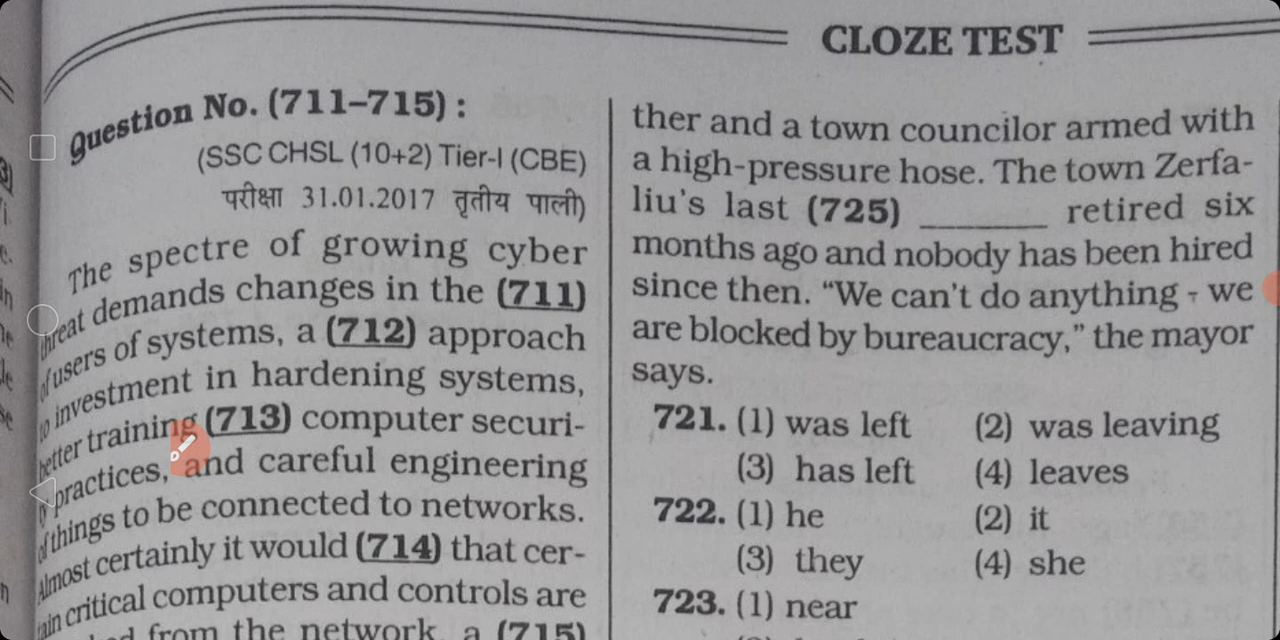 CLOZE TEST
Question No. (711–715) :
(SSC CHSL (10+2) Tier-I (CBE)
परीक्षा 31.01.2017 तृतीय पाली)
The spectre of growing cyber
threat demands changes in the (711)
of users of systems, a (712) approach
to investment in hardening systems,
better training (713) computer securi-
practices, and careful engineering
of things to be connected to networks.
Almost certainly it would (714) that cer-
tain critical computers and controls are
from the network, a (715)
ther and a town councilor armed with
a high-pressure hose. The town Zerfa-
liu's last (725) ________ retired six
months ago and nobody has been hired
since then. “We can't do anything - we
are blocked by bureaucracy,” the mayor
says.
721. (1) was left (2) was leaving
(3) has left (4) leaves
722. (1) he (2) it
(3) they (4) she
723. (1) near